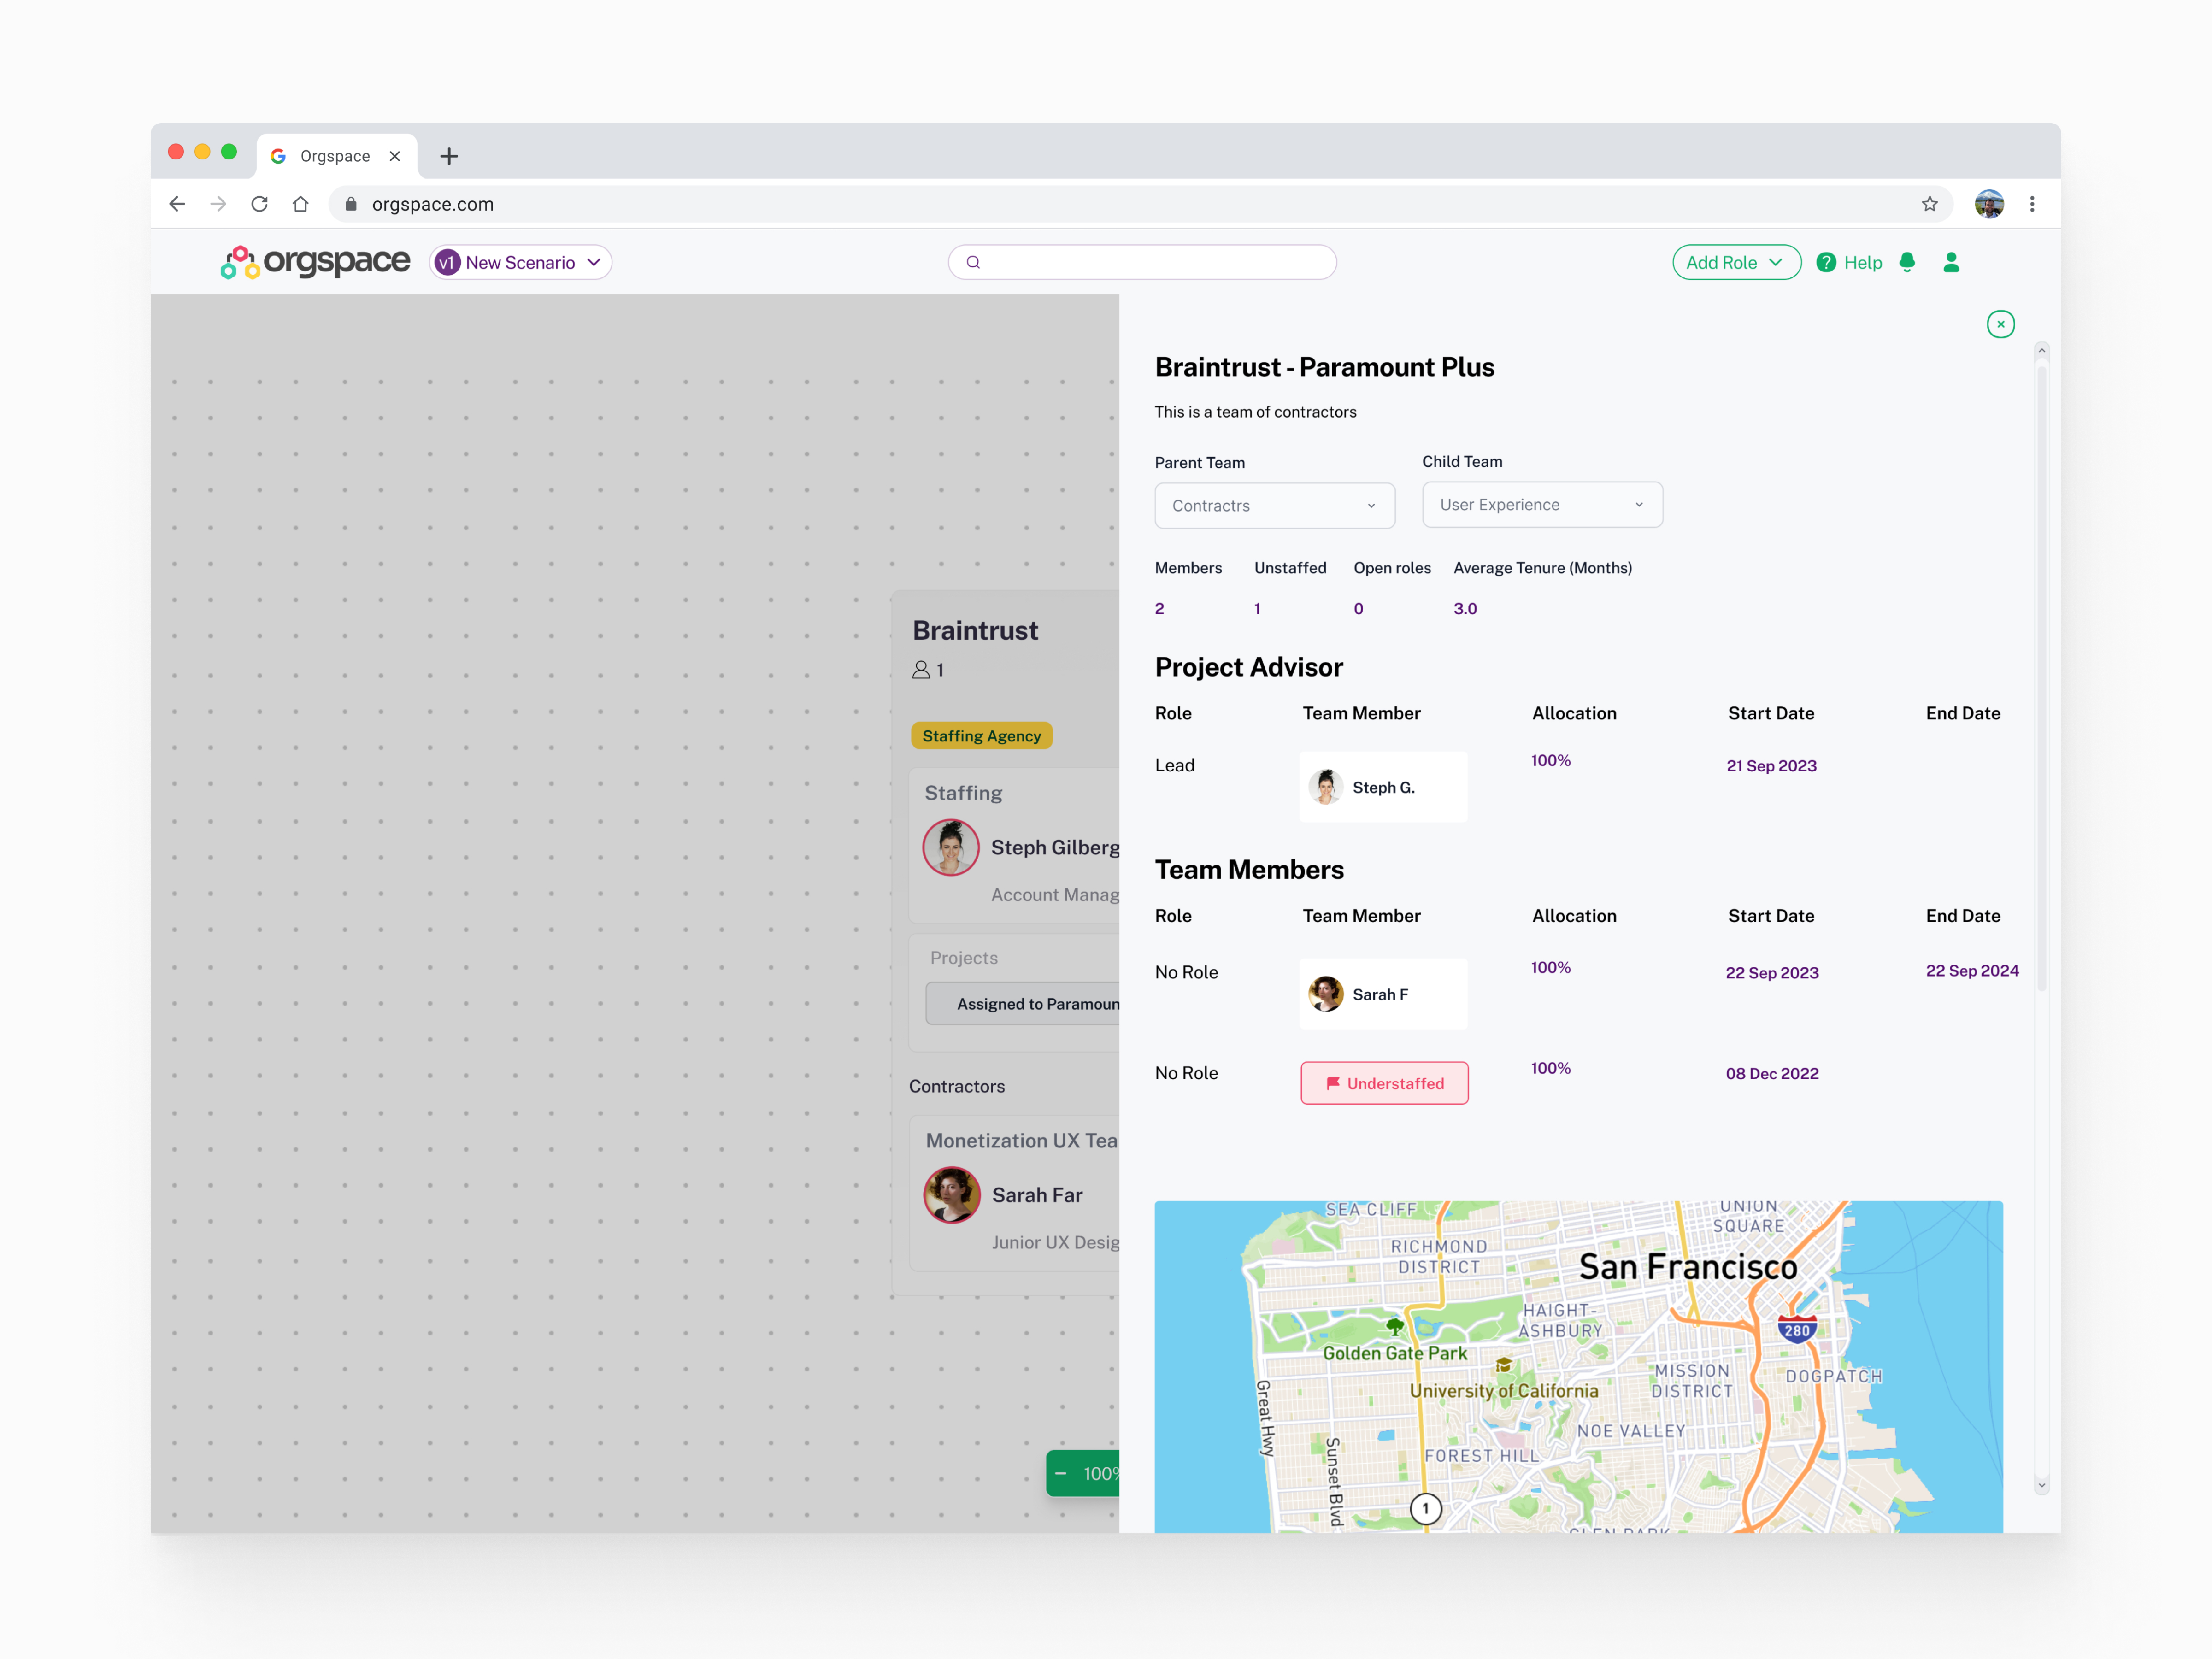 Orgspace
orgspace.com
orgspace
v1 New Scenario
Add Role
? Help
Braintrust
1
Staffing Agency
Staffing
Steph Gilberg
Account Manag
Projects
Assigned to Paramoun
Contractors
Monetization UX Tea
Sarah Far
Junior UX Desig
100%
Braintrust - Paramount Plus
This is a team of contractors
Parent Team Child Team
Contractrs User Experience
Members Unstaffed Open roles Average Tenure (Months)
2 1 0 3.0
Project Advisor
Role Team Member Allocation Start Date End Date
Lead Steph G. 100% 21 Sep 2023
Team Members
Role Team Member Allocation Start Date End Date
No Role Sarah F 100% 22 Sep 2023 22 Sep 2024
No Role Understaffed 100% 08 Dec 2022
SEA CLIFF
UNION
SQUARE
RICHMOND
DISTRICT
San Francisco
HAIGHT-
ASHBURY
280
Golden Gate Park
University of California
MISSION
DISTRICT
DOGPATCH
Great Hwy
NOE VALLEY
FOREST HILL
Sunset Blvd
1
GLEN PARK